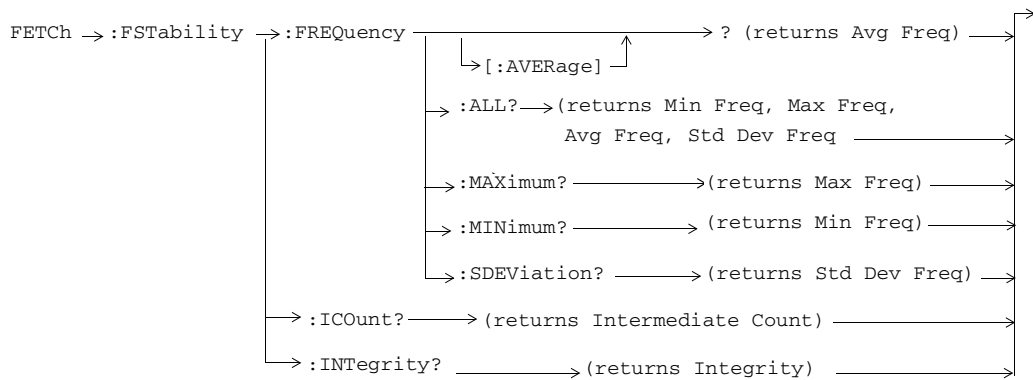 FETCh :FSTability :FREQuency ? (returns Avg Freq)
[:AVERage]
:ALL? (returns Min Freq, Max Freq,
Avg Freq, Std Dev Freq
:MAXimum? (returns Max Freq)
:MINimum? (returns Min Freq)
:SDEViation? (returns Std Dev Freq)
:ICOunt? (returns Intermediate Count)
:INTegrity? (returns Integrity)